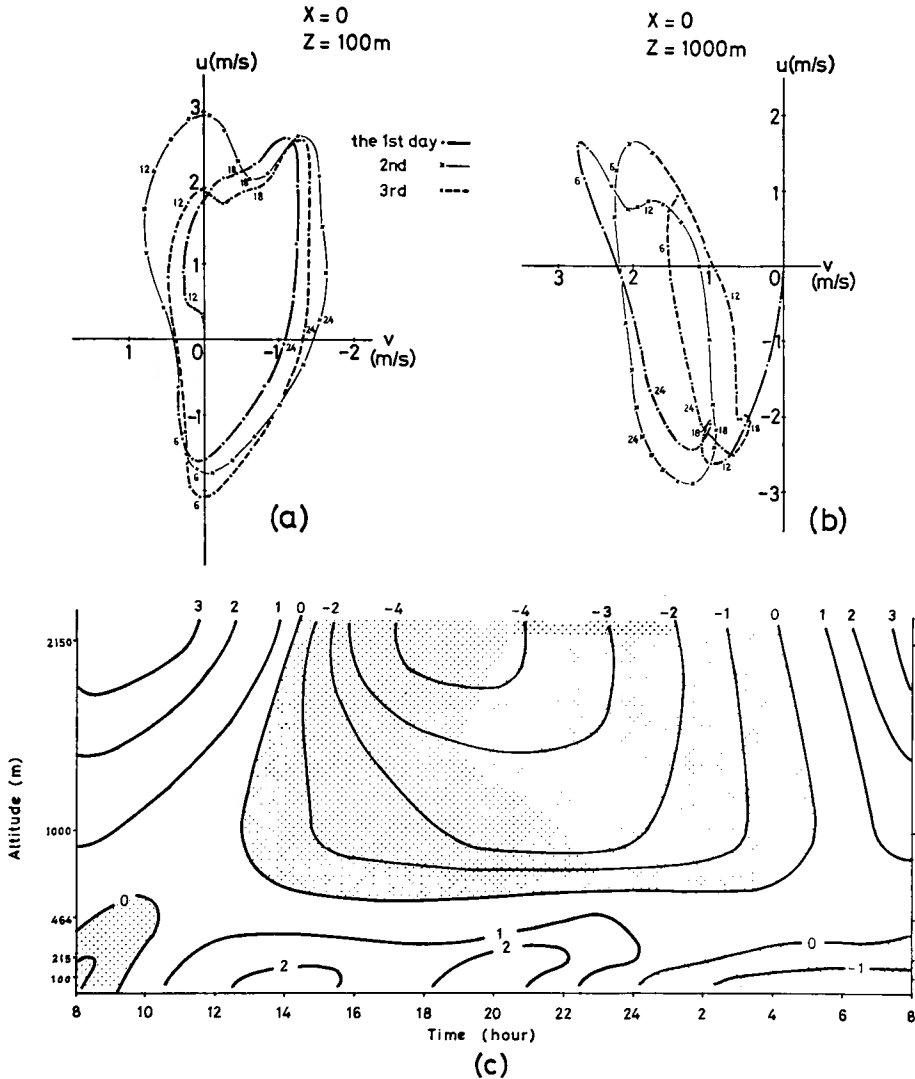 X = 0
Z = 100m
u(m/s)
3
2
1
-1
1
0
-1
-2
v
(m/s)
12
18
18
18
12
12
24
24
24
6
6
6
(a)
the 1st day
2nd
3rd
X = 0
Z = 1000m
u(m/s)
2
1
-1
-2
-3
3
2
1
0
v
(m/s)
6
6
6
12
12
12
24
24
24
18
18
18
(b)
3 2 1 0 -2 -4 -4 -3 -2 -1 0 1 2 3
2150
1000
464
215
100
Altitude (m)
0
1
2
2
0
-1
8 10 12 14 16 18 20 22 24 2 4 6 8
Time (hour)
(c)